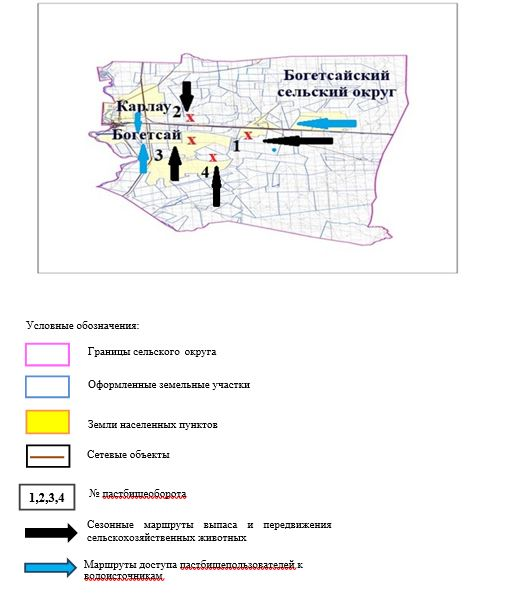 Богетсайский
сельский округ
Карлау
2
х
Богетсай
х
1
х
3
х
4
Условные обозначения:
Границы сельского округа
Оформленные земельные участки
Земли населенных пунктов
Сетевые объекты
1,2,3,4
№ пастбищеоборота
Сезонные маршруты выпаса и передвижения
сельскохозяйственных животных
Маршруты доступа пастбищепользователей к
водоисточникам